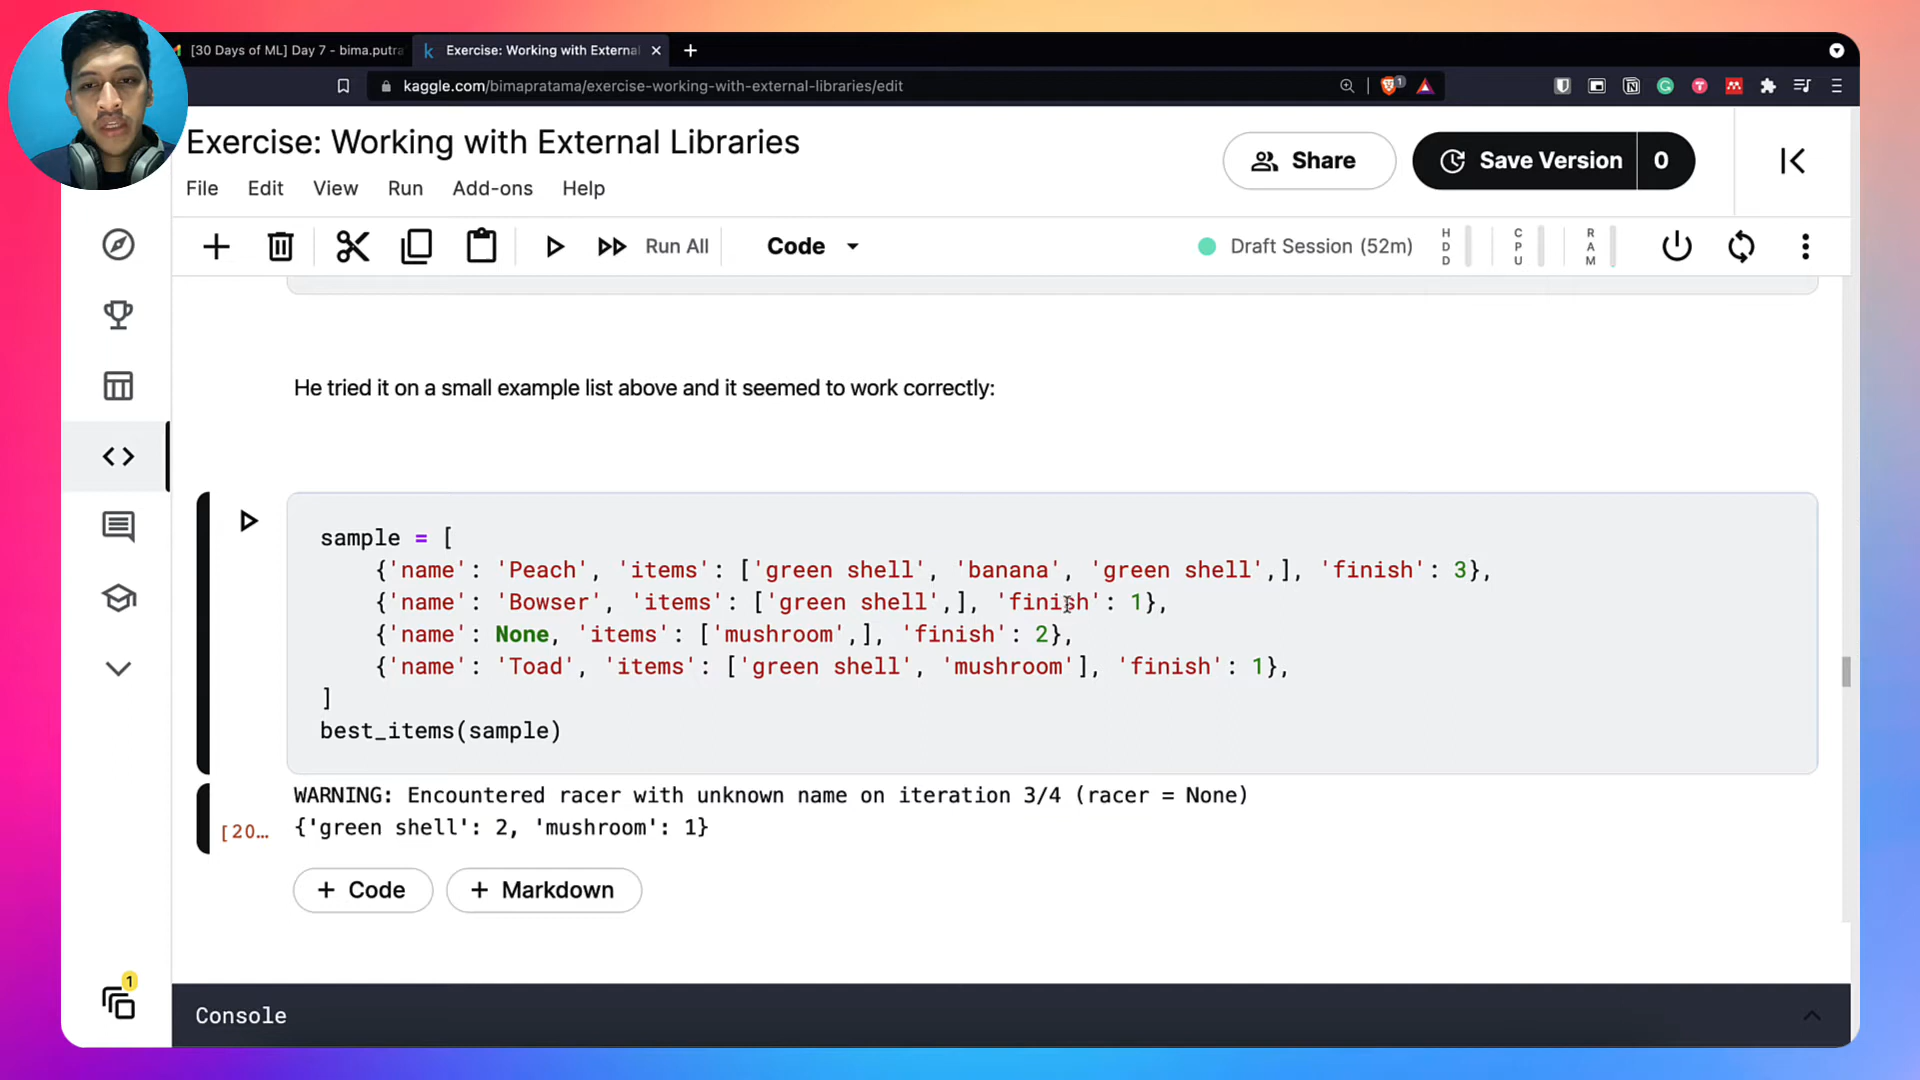 [30 Days of ML] Day 7 - bima.putra
Exercise: Working with External
kaggle.com/bimapratama/exercise-working-with-external-libraries/edit
Exercise: Working with External Libraries
File Edit View Run Add-ons Help
Share
Save Version 0
Run All
Code
Draft Session (52m)
HDD
CPU
RAM
He tried it on a small example list above and it seemed to work correctly:
sample = [
    {'name': 'Peach', 'items': ['green shell', 'banana', 'green shell',], 'finish': 3},
    {'name': 'Bowser', 'items': ['green shell',], 'finish': 1},
    {'name': None, 'items': ['mushroom',], 'finish': 2},
    {'name': 'Toad', 'items': ['green shell', 'mushroom'], 'finish': 1},
]
best_items(sample)
WARNING: Encountered racer with unknown name on iteration 3/4 (racer = None)
[20...
{'green shell': 2, 'mushroom': 1}
+ Code
+ Markdown
1
Console